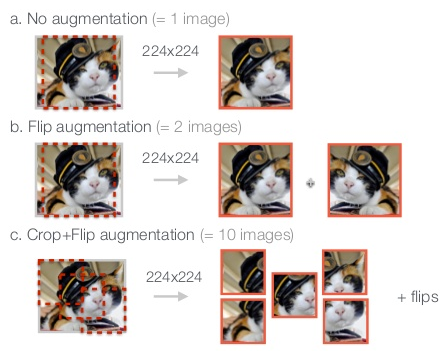 a. No augmentation (= 1 image)
224x224
b. Flip augmentation (= 2 images)
224x224
c. Crop+Flip augmentation (= 10 images)
224x224
+ flips